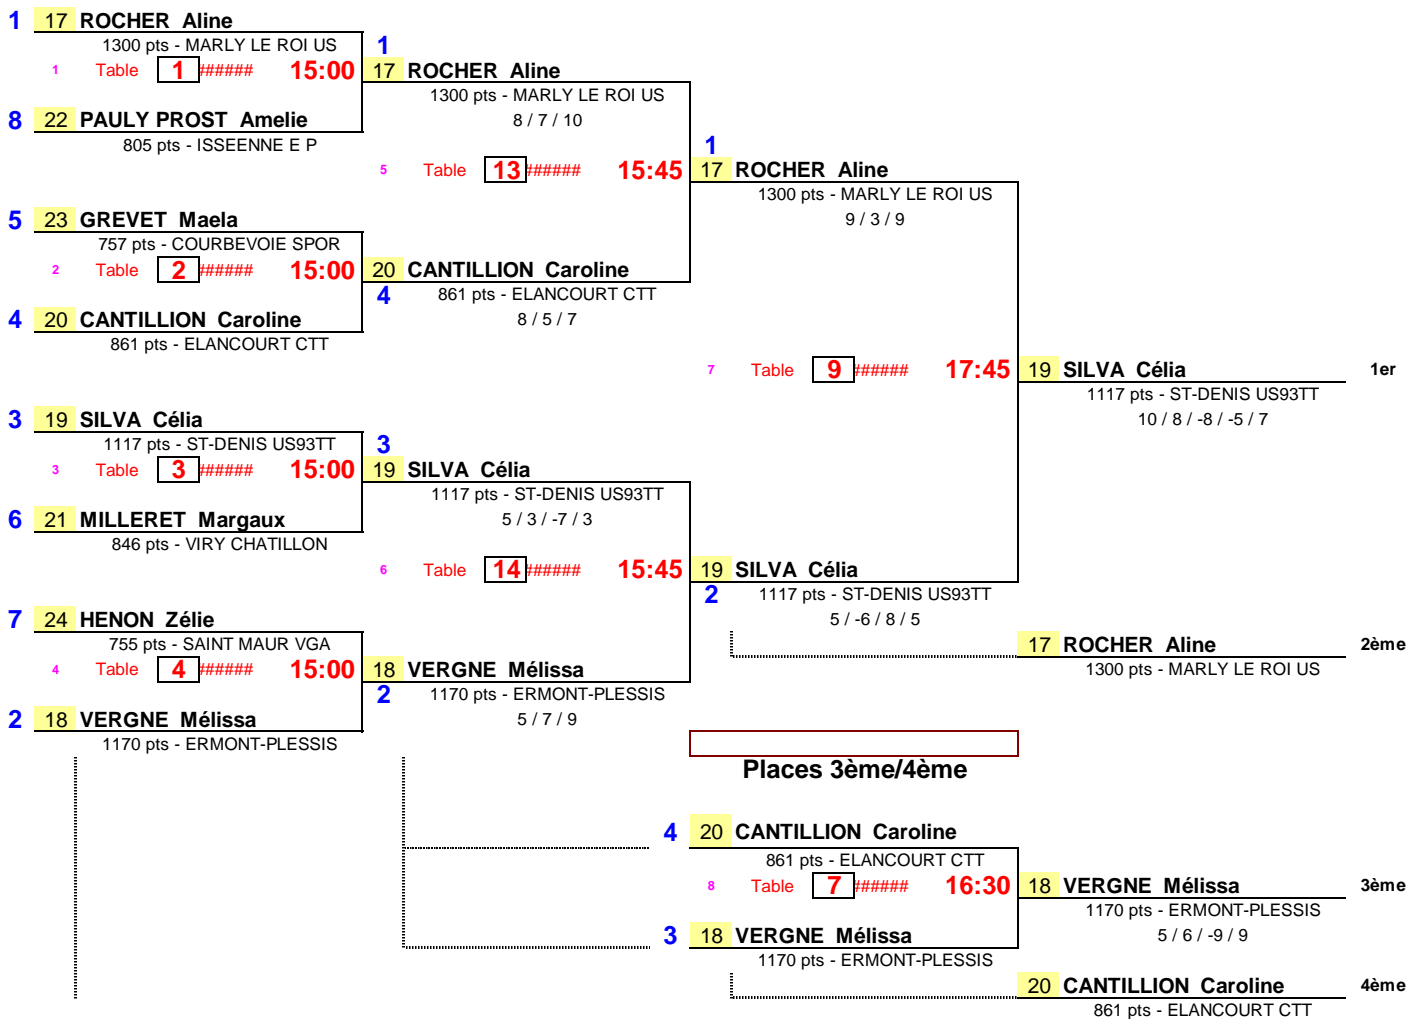 1 17 ROCHER Aline
1300 pts - MARLY LE ROI US
1
1 Table 1 ###### 15:00
17 ROCHER Aline
1300 pts - MARLY LE ROI US
8 22 PAULY PROST Amelie
8 / 7 / 10
805 pts - ISSEENNE E P
1
5 Table 13 ###### 15:45
17 ROCHER Aline
1300 pts - MARLY LE ROI US
5 23 GREVET Maela
9 / 3 / 9
757 pts - COURBEVOIE SPOR
2 Table 2 ###### 15:00
20 CANTILLION Caroline
4
861 pts - ELANCOURT CTT
4 20 CANTILLION Caroline
8 / 5 / 7
861 pts - ELANCOURT CTT
7 Table 9 ###### 17:45
19 SILVA Célia 1er
1117 pts - ST-DENIS US93TT
10 / 8 / -8 / -5 / 7
3 19 SILVA Célia
1117 pts - ST-DENIS US93TT
3
3 Table 3 ###### 15:00
19 SILVA Célia
1117 pts - ST-DENIS US93TT
6 21 MILLERET Margaux
5 / 3 / -7 / 3
846 pts - VIRY CHATILLON
6 Table 14 ###### 15:45
19 SILVA Célia
2
1117 pts - ST-DENIS US93TT
7 24 HENON Zélie
5 / -6 / 8 / 5
755 pts - SAINT MAUR VGA
17 ROCHER Aline 2ème
1300 pts - MARLY LE ROI US
4 Table 4 ###### 15:00
18 VERGNE Mélissa
2
1170 pts - ERMONT-PLESSIS
2 18 VERGNE Mélissa
5 / 7 / 9
1170 pts - ERMONT-PLESSIS
Places 3ème/4ème
4 20 CANTILLION Caroline
861 pts - ELANCOURT CTT
8 Table 7 ###### 16:30
18 VERGNE Mélissa 3ème
1170 pts - ERMONT-PLESSIS
3 18 VERGNE Mélissa
5 / 6 / -9 / 9
1170 pts - ERMONT-PLESSIS
20 CANTILLION Caroline 4ème
861 pts - ELANCOURT CTT